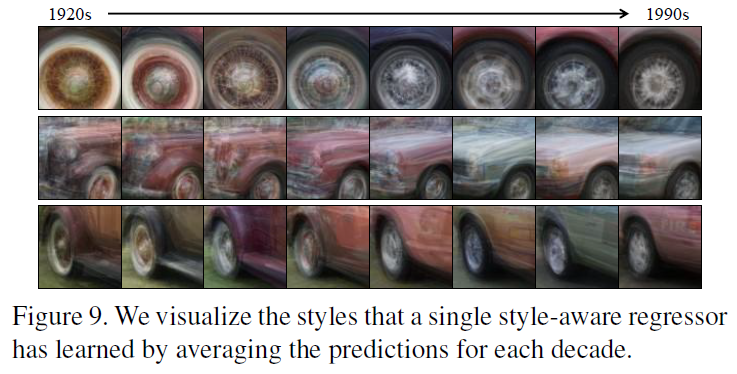 1920s 1990s
Figure 9. We visualize the styles that a single style-aware regressor
has learned by averaging the predictions for each decade.